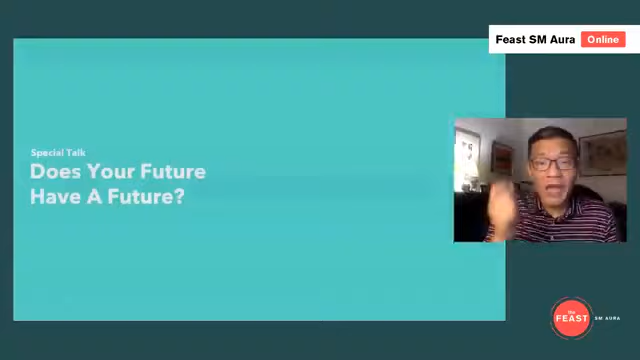 Feast SM Aura Online
Special Talk
Does Your Future
Have A Future?
the
FEAST SM AURA